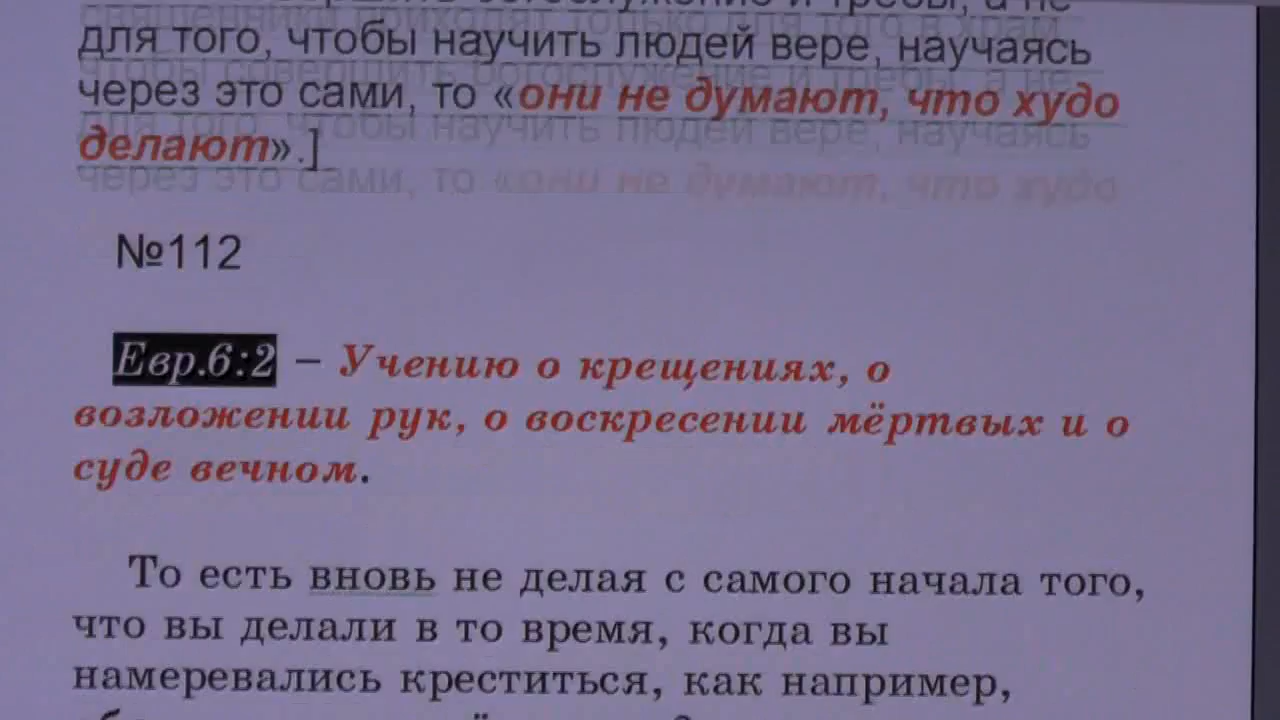 для того, чтобы научить людей вере, научаясь
через это сами, то «они не думают, что худо
делают».]
№112
Евр.6:2 – Учению о крещениях, о
возложении рук, о воскресении мёртвых и о
суде вечном.
То есть вновь не делая с самого начала того,
что вы делали в то время, когда вы
намеревались креститься, как например,